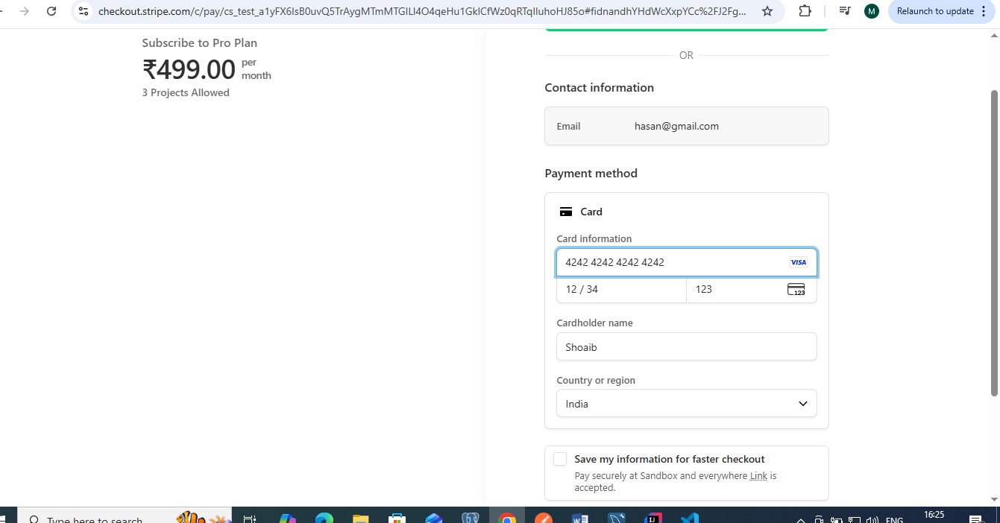 checkout.stripe.com/c/pay/cs_test_a1yFX6IsB0uvQ5TrAygMTmMTGILI4O4qeHu1GkICfWz0qRTqIluhoHJ85o#fidnandhYHdWcXxpYCc%2FJ2Fg...
M
Relaunch to update
Subscribe to Pro Plan
₹499.00 per
month
3 Projects Allowed
OR
Contact information
Email hasan@gmail.com
Payment method
Card
Card information
4242 4242 4242 4242 VISA
12 / 34 123 123
Cardholder name
Shoaib
Country or region
India
Save my information for faster checkout
Pay securely at Sandbox and everywhere Link is
accepted.
Type here to search
ENG
16:25